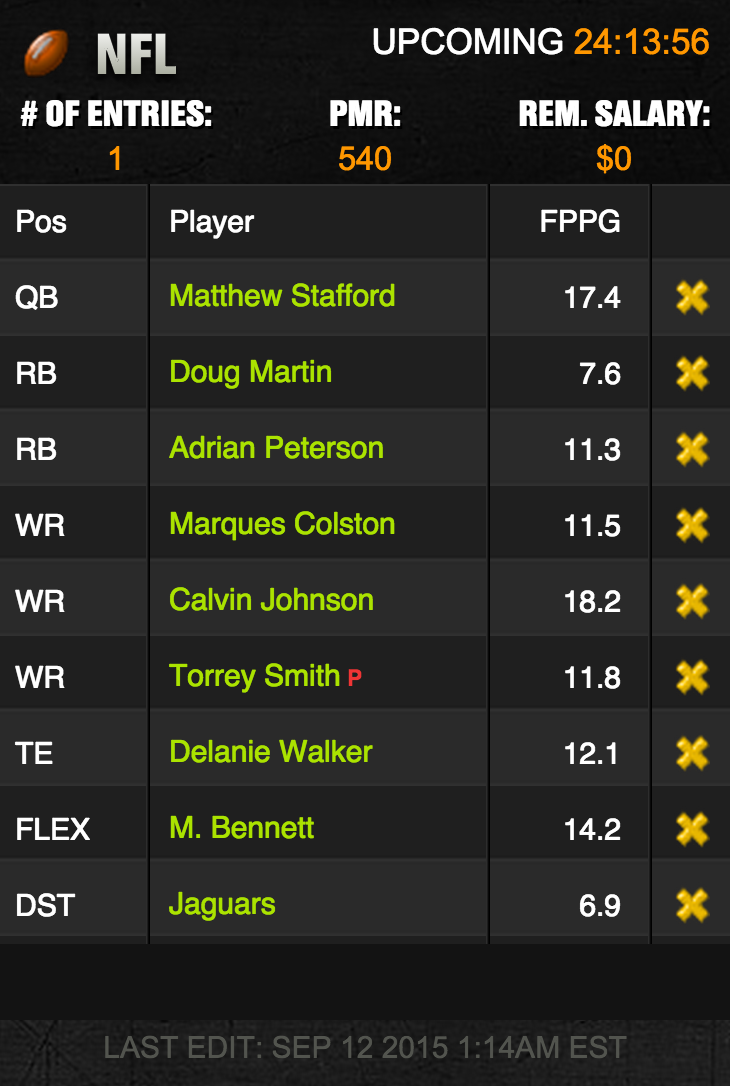 NFL UPCOMING 24:13:56
# OF ENTRIES: PMR: REM. SALARY:
1 540 $0
Pos Player FPPG
QB Matthew Stafford 17.4
RB Doug Martin 7.6
RB Adrian Peterson 11.3
WR Marques Colston 11.5
WR Calvin Johnson 18.2
WR Torrey Smith P 11.8
TE Delanie Walker 12.1
FLEX M. Bennett 14.2
DST Jaguars 6.9
LAST EDIT: SEP 12 2015 1:14AM EST